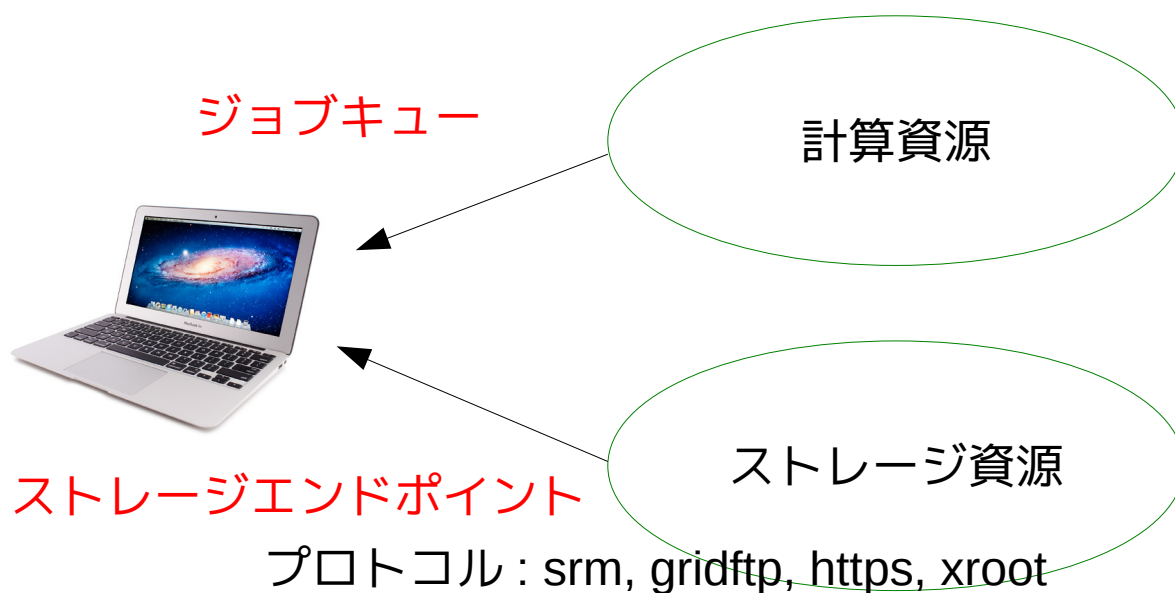 ジョブキュー
計算資源
ストレージ資源
ストレージエンドポイント
プロトコル : srm, gridftp, https, xroot